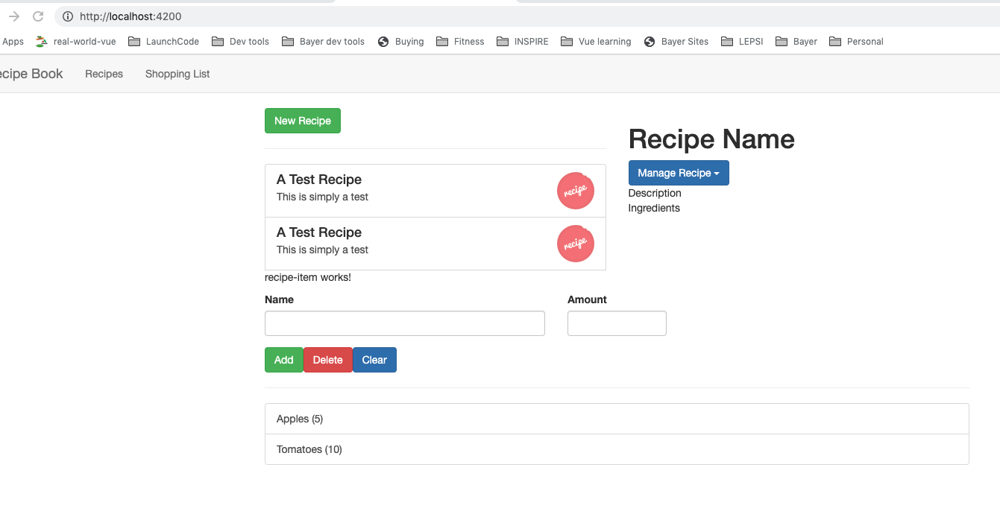 http://localhost:4200
Apps real-world-vue LaunchCode Dev tools Bayer dev tools Buying Fitness INSPIRE Vue learning Bayer Sites LEPSI Bayer Personal
ecipe Book Recipes Shopping List
New Recipe
Recipe Name
Manage Recipe
Description
Ingredients
A Test Recipe
This is simply a test
recipe
A Test Recipe
This is simply a test
recipe
recipe-item works!
Name Amount
Add Delete Clear
Apples (5)
Tomatoes (10)